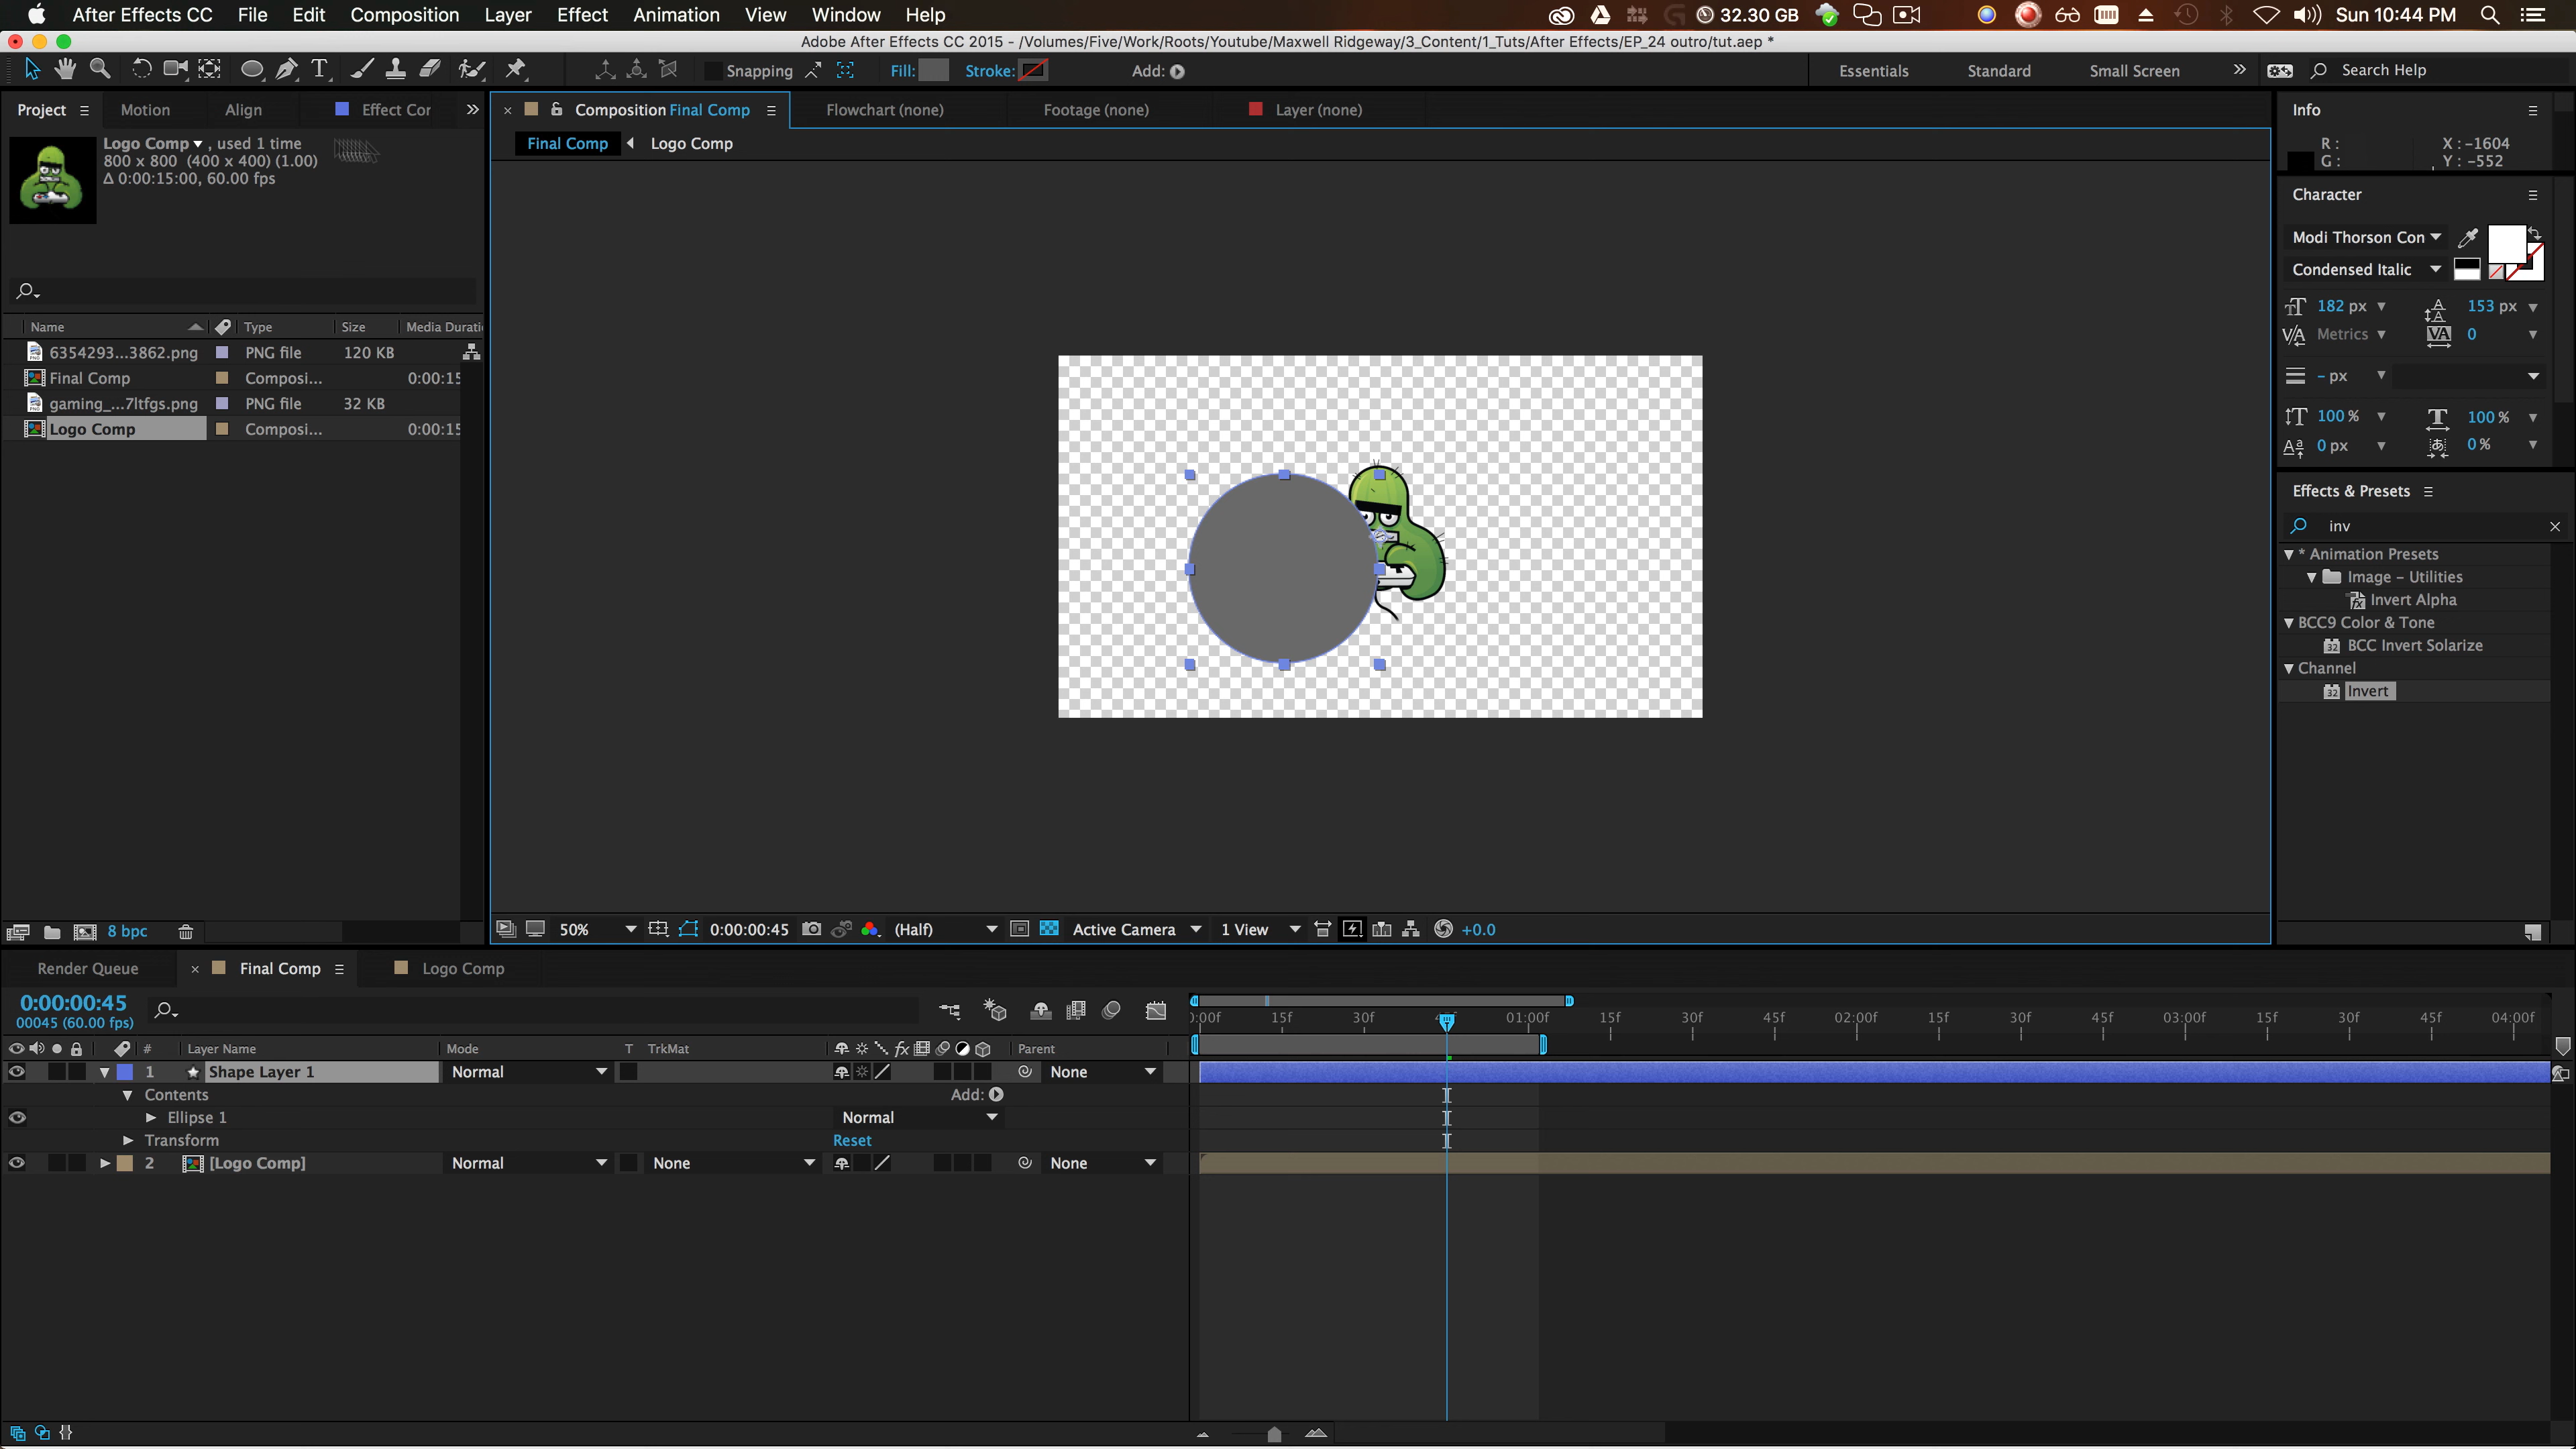 After Effects CC File Edit Composition Layer Effect Animation View Window Help 32.30 GB Sun 10:44 PM
Adobe After Effects CC 2015 - /Volumes/Five/Work/Roots/Youtube/Maxwell Ridgeway/3_Content/1_Tuts/After Effects/EP_24 outro/tut.aep *
Snapping Fill: Stroke: Add: Essentials Standard Small Screen Search Help
Project Motion Align Effect Cor Composition Final Comp Flowchart (none) Footage (none) Layer (none) Info
Final Comp Logo Comp
Logo Comp , used 1 time
800 x 800 (400 x 400) (1.00)
Δ 0:00:15:00, 60.00 fps
R : X : -1604
G : Y : -552
Character
Modi Thorson Con
Condensed Italic
182 px 153 px
Metrics 0
- px
100 % 100 %
0 px 0 %
Name Type Size Media Durati
6354293...3862.png PNG file 120 KB
Final Comp Composi... 0:00:15
gaming_...7ltfgs.png PNG file 32 KB
Logo Comp Composi... 0:00:15
Effects & Presets
inv
* Animation Presets
Image - Utilities
Invert Alpha
BCC9 Color & Tone
32 BCC Invert Solarize
Channel
32 Invert
8 bpc
50% 0:00:00:45 (Half) Active Camera 1 View +0.0
Render Queue Final Comp Logo Comp
0:00:00:45
00045 (60.00 fps)
:00f 15f 30f 01:00f 15f 30f 45f 02:00f 15f 30f 45f 03:00f 15f 30f 45f 04:00f
# Layer Name Mode T TrkMat fx Parent
1 Shape Layer 1 Normal None
Contents Add:
Ellipse 1 Normal
Transform Reset
2 [Logo Comp] Normal None None